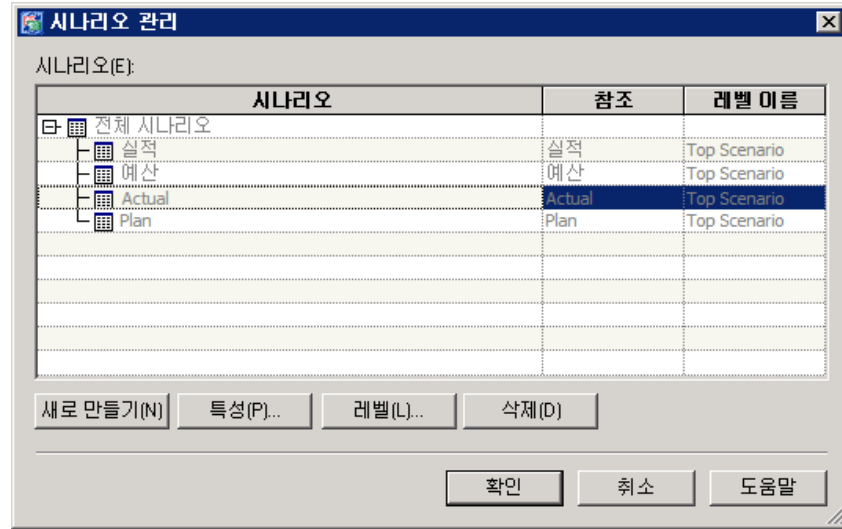 시나리오 관리
시나리오(E):
시나리오 참조 레벨 이름
전체 시나리오
실적 실적 Top Scenario
예산 예산 Top Scenario
Actual Actual Top Scenario
Plan Plan Top Scenario
새로 만들기(N) 특성(P)... 레벨(L)... 삭제(D)
확인 취소 도움말